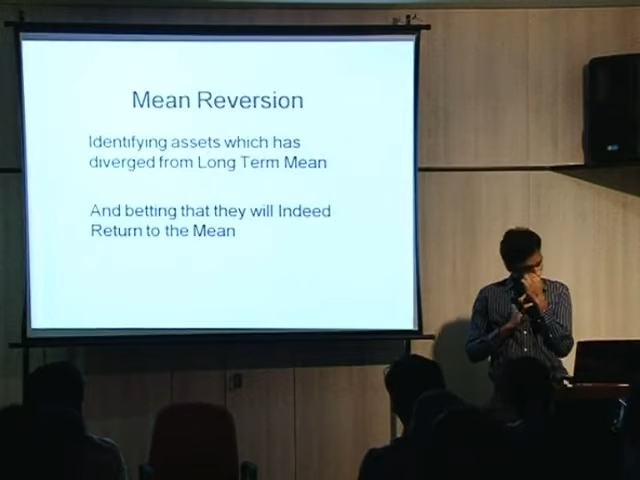 Mean Reversion
Identifying assets which has
diverged from Long Term Mean
And betting that they will Indeed
Return to the Mean